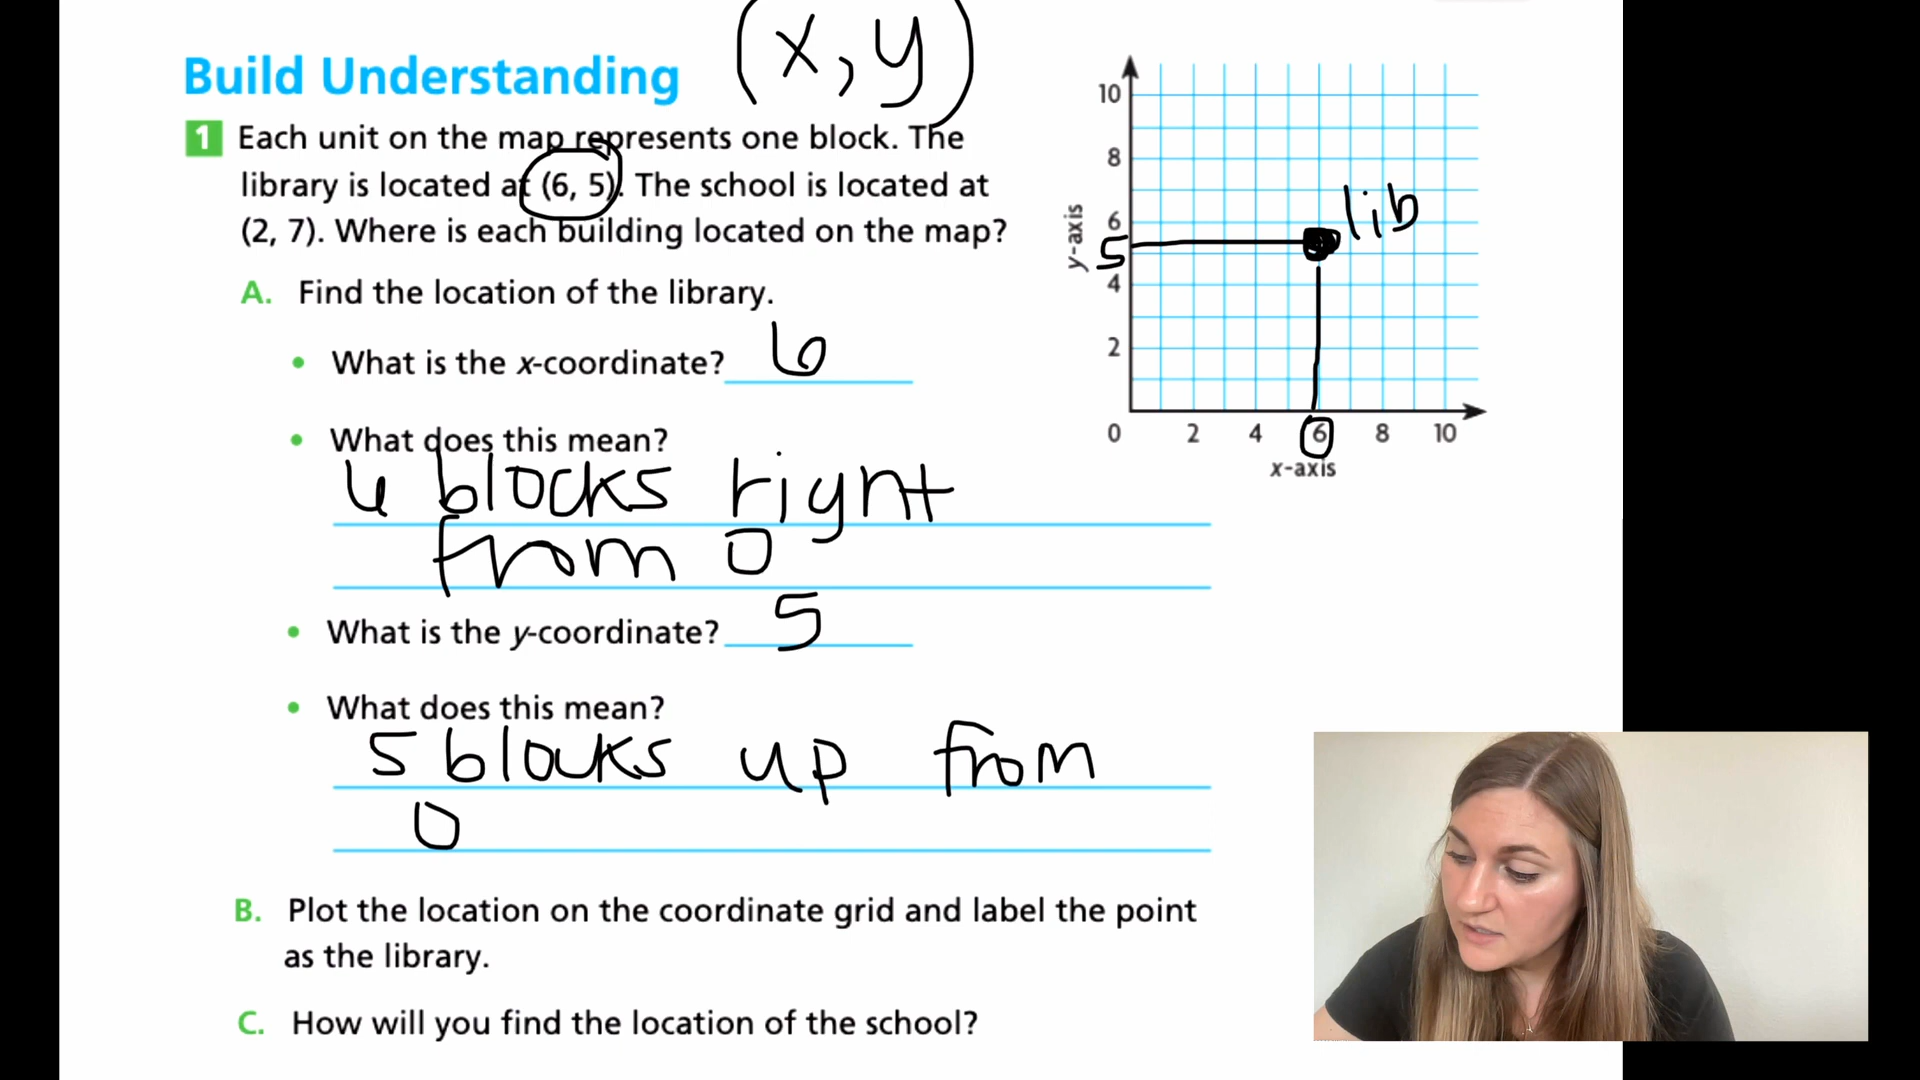 (x, y)
Build Understanding
1 Each unit on the map represents one block. The
library is located at (6, 5). The school is located at
(2, 7). Where is each building located on the map?
A. Find the location of the library.
• What is the x-coordinate? 6
• What does this mean?
6 blocks right
from 0
• What is the y-coordinate? 5
• What does this mean?
5 blocks up from
0
B. Plot the location on the coordinate grid and label the point
as the library.
C. How will you find the location of the school?
10
8
lib
6
y-axis
5
4
2
0 2 4 6 8 10
x-axis